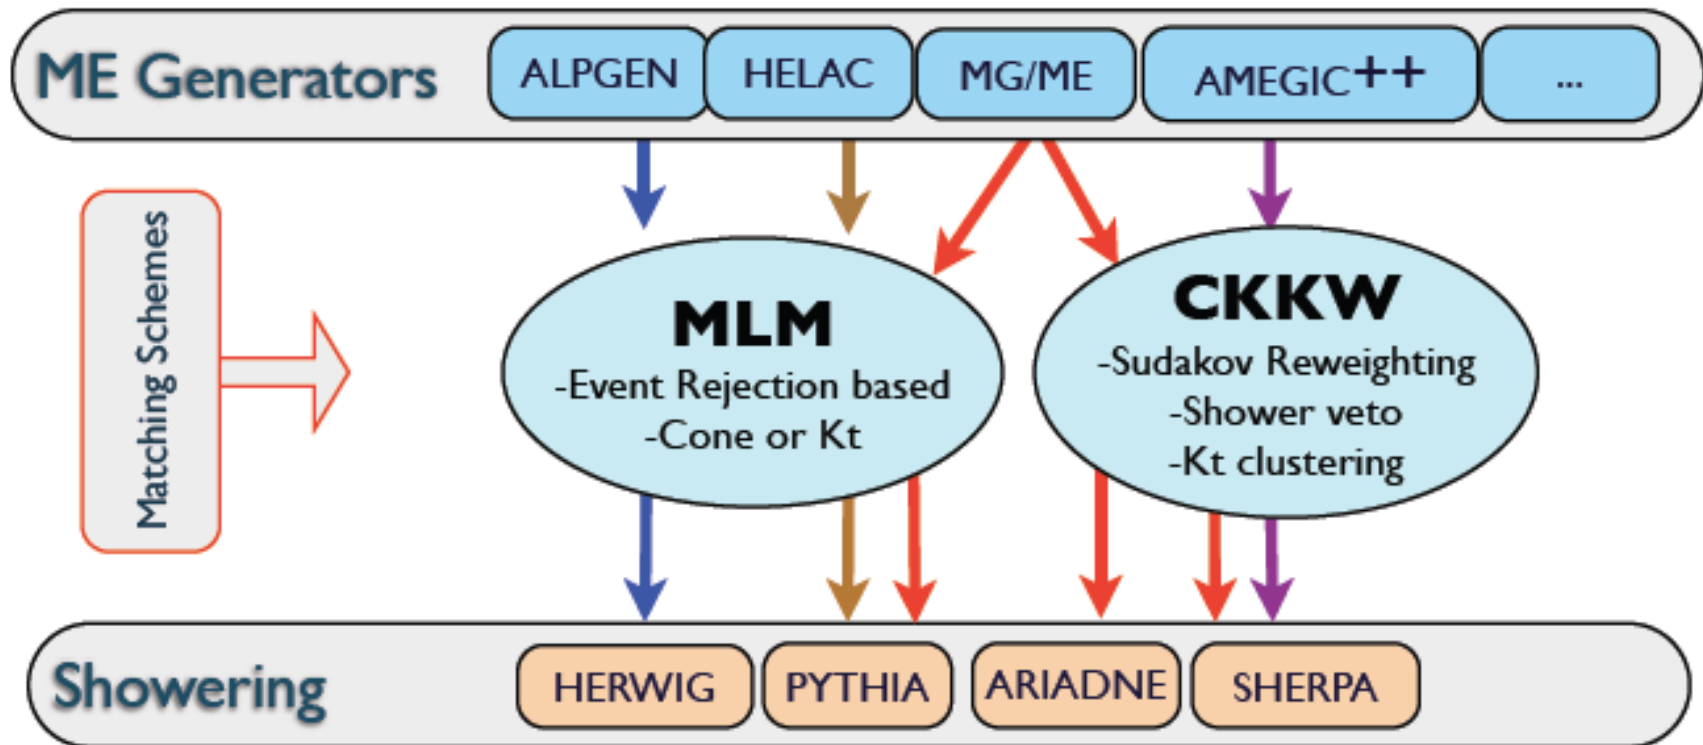 ME Generators
ALPGEN
HELAC
MG/ME
AMEGIC++
...
Matching Schemes
MLM
-Event Rejection based
-Cone or Kt
CKKW
-Sudakov Reweighting
-Shower veto
-Kt clustering
Showering
HERWIG
PYTHIA
ARIADNE
SHERPA